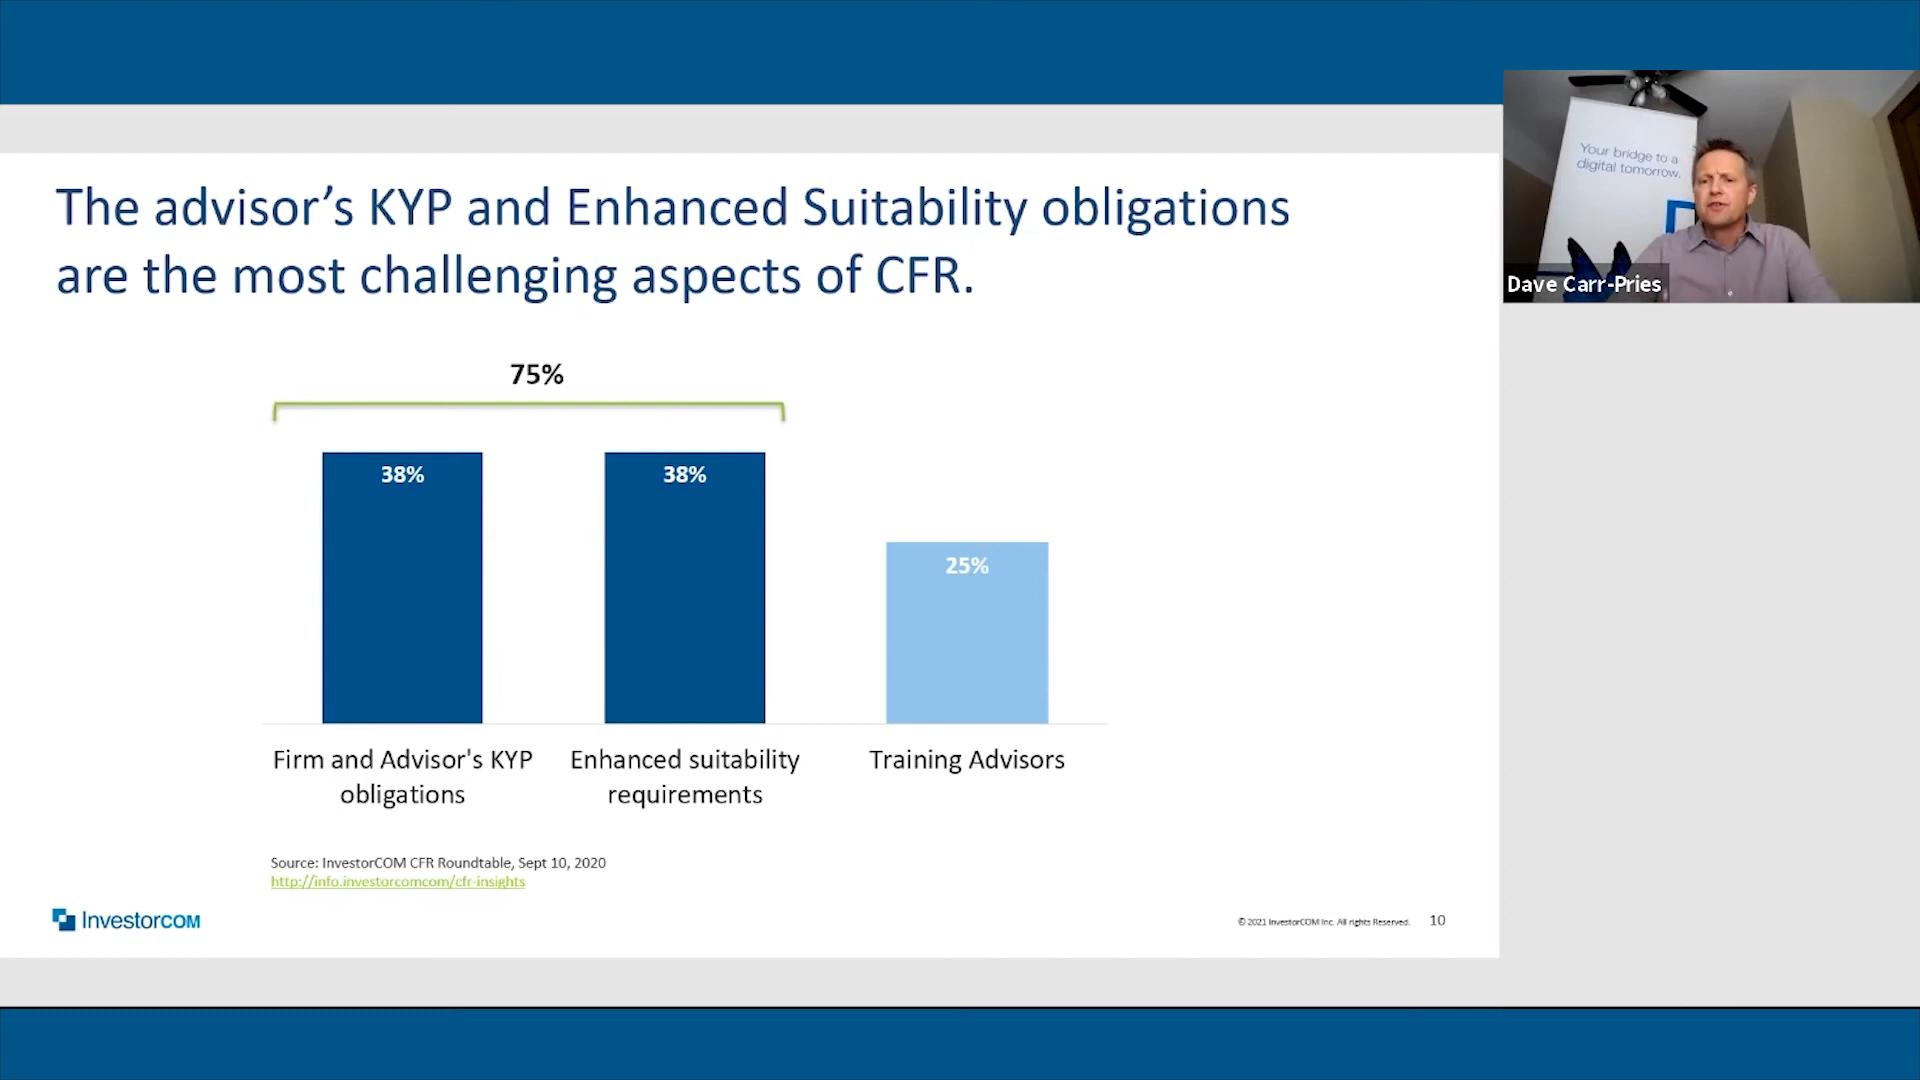 The advisor’s KYP and Enhanced Suitability obligations
are the most challenging aspects of CFR.
75%
38%
38%
25%
Firm and Advisor's KYP
obligations
Enhanced suitability
requirements
Training Advisors
Source: InvestorCOM CFR Roundtable, Sept 10, 2020
http://info.investorcomcom/cfr-insights
InvestorCOM
© 2021 InvestorCOM Inc. All rights Reserved.
10
Your bridge to a
digital tomorrow.
Dave Carr-Pries